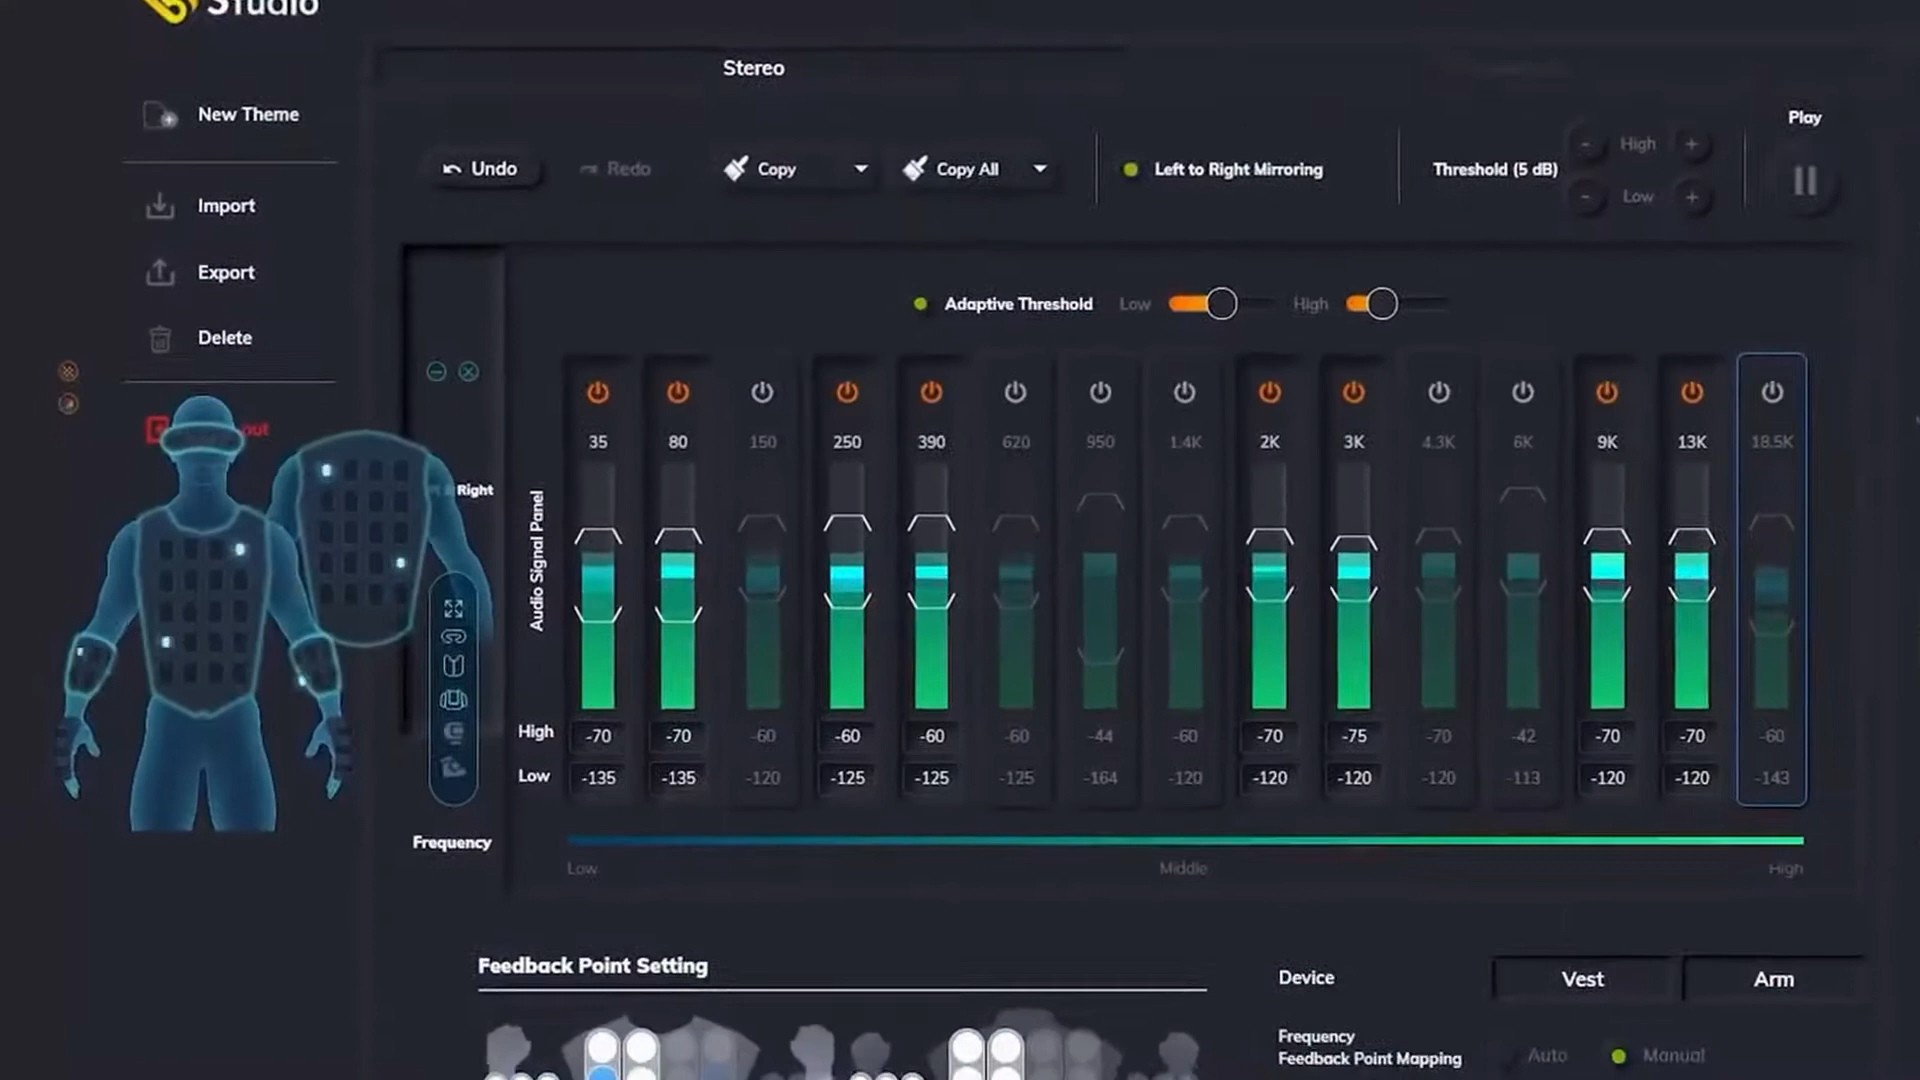 Studio
Stereo
New Theme
Import
Export
Delete
out
Undo
Redo
Copy
Copy All
Left to Right Mirroring
Threshold (5 dB)
- High +
- Low +
Play
Adaptive Threshold Low High
Right
Audio Signal Panel
35 80 150 250 390 620 950 1.4K 2K 3K 4.3K 6K 9K 13K 18.5K
High -70 -70 -60 -60 -60 -60 -44 -60 -70 -75 -70 -42 -70 -70 -60
Low -135 -135 -120 -125 -125 -125 -164 -120 -120 -120 -120 -113 -120 -120 -143
Frequency
Low Middle High
Feedback Point Setting
Device Vest Arm
Frequency
Feedback Point Mapping Auto Manual